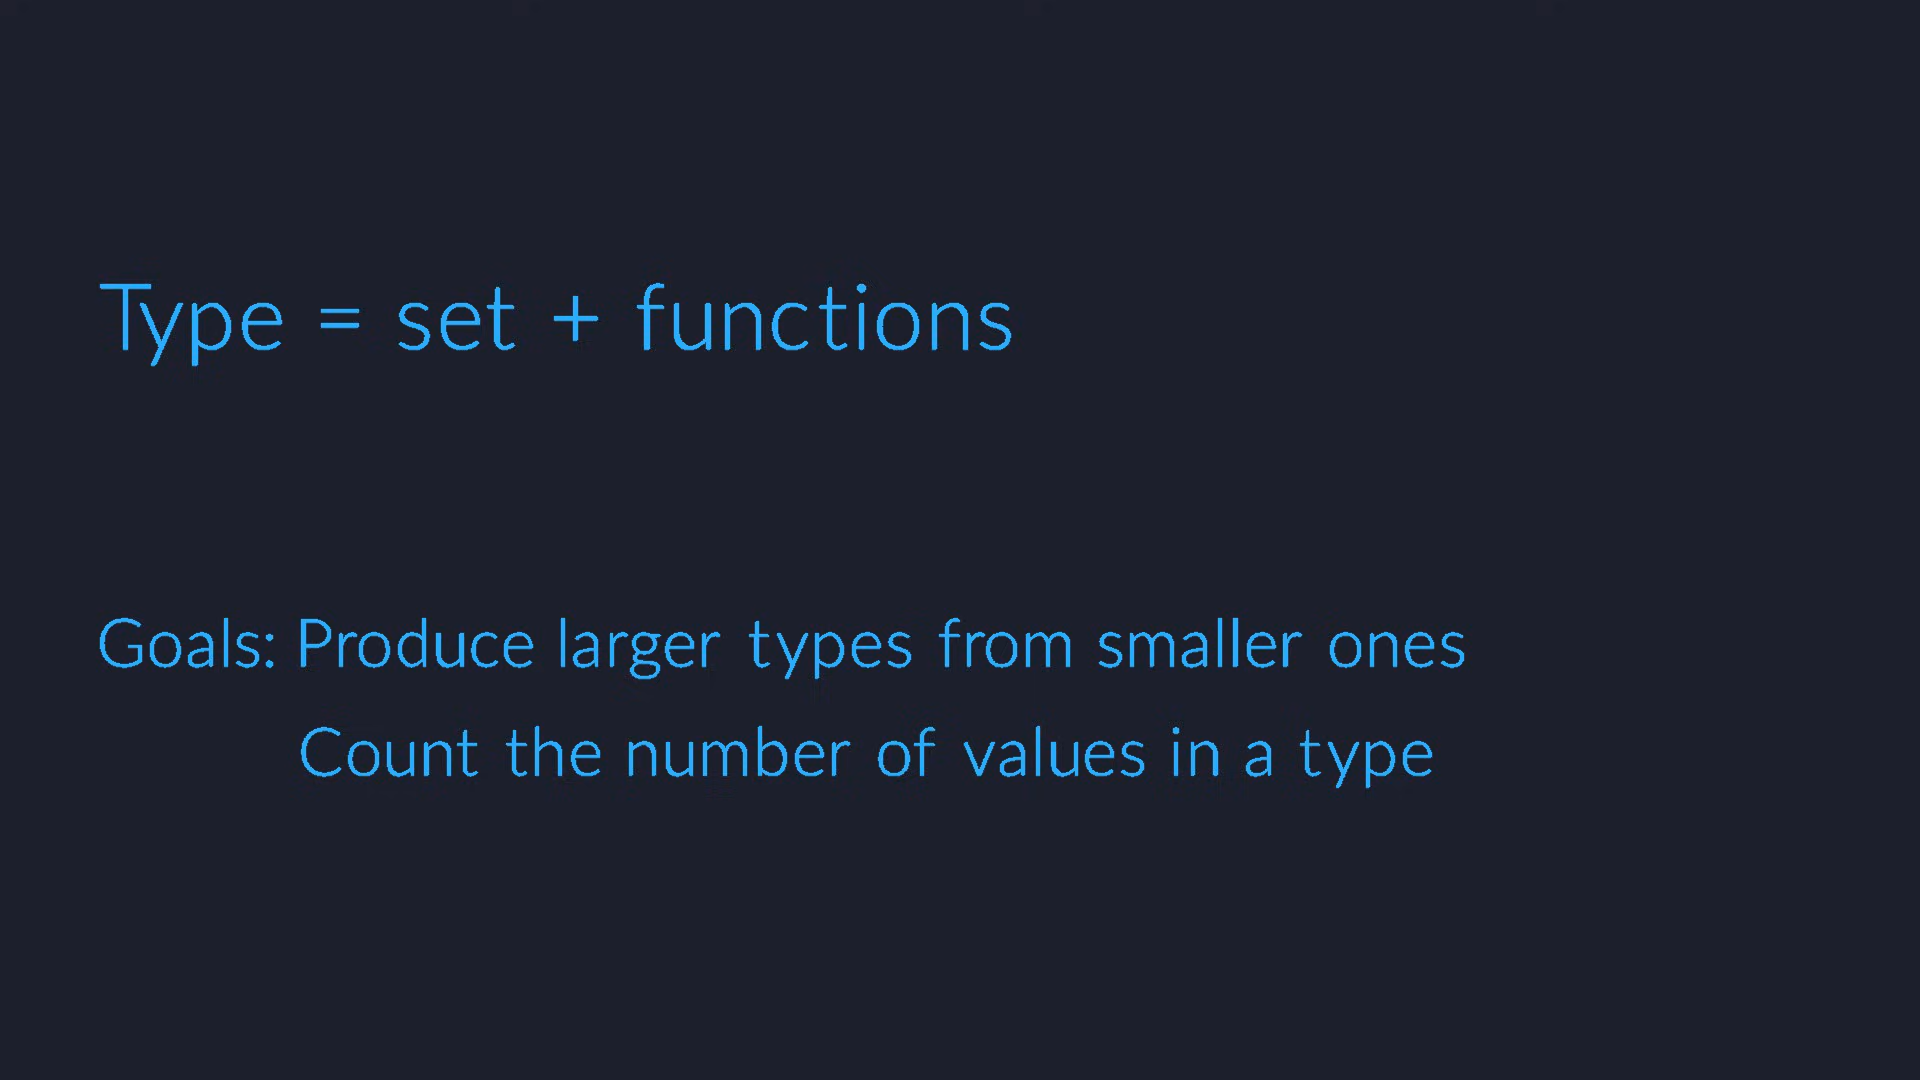 Type = set + functions
Goals: Produce larger types from smaller ones
Count the number of values in a type